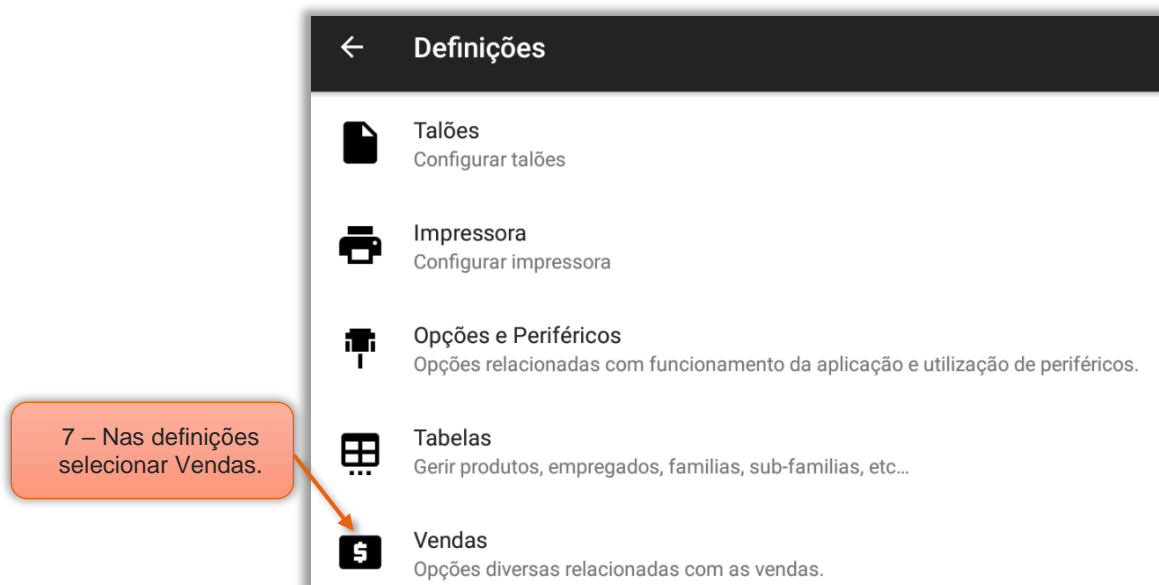 Definições
Talões
Configurar talões
Impressora
Configurar impressora
Opções e Periféricos
Opções relacionadas com funcionamento da aplicação e utilização de periféricos.
7 – Nas definições
selecionar Vendas.
Tabelas
Gerir produtos, empregados, familias, sub-familias, etc...
Vendas
Opções diversas relacionadas com as vendas.